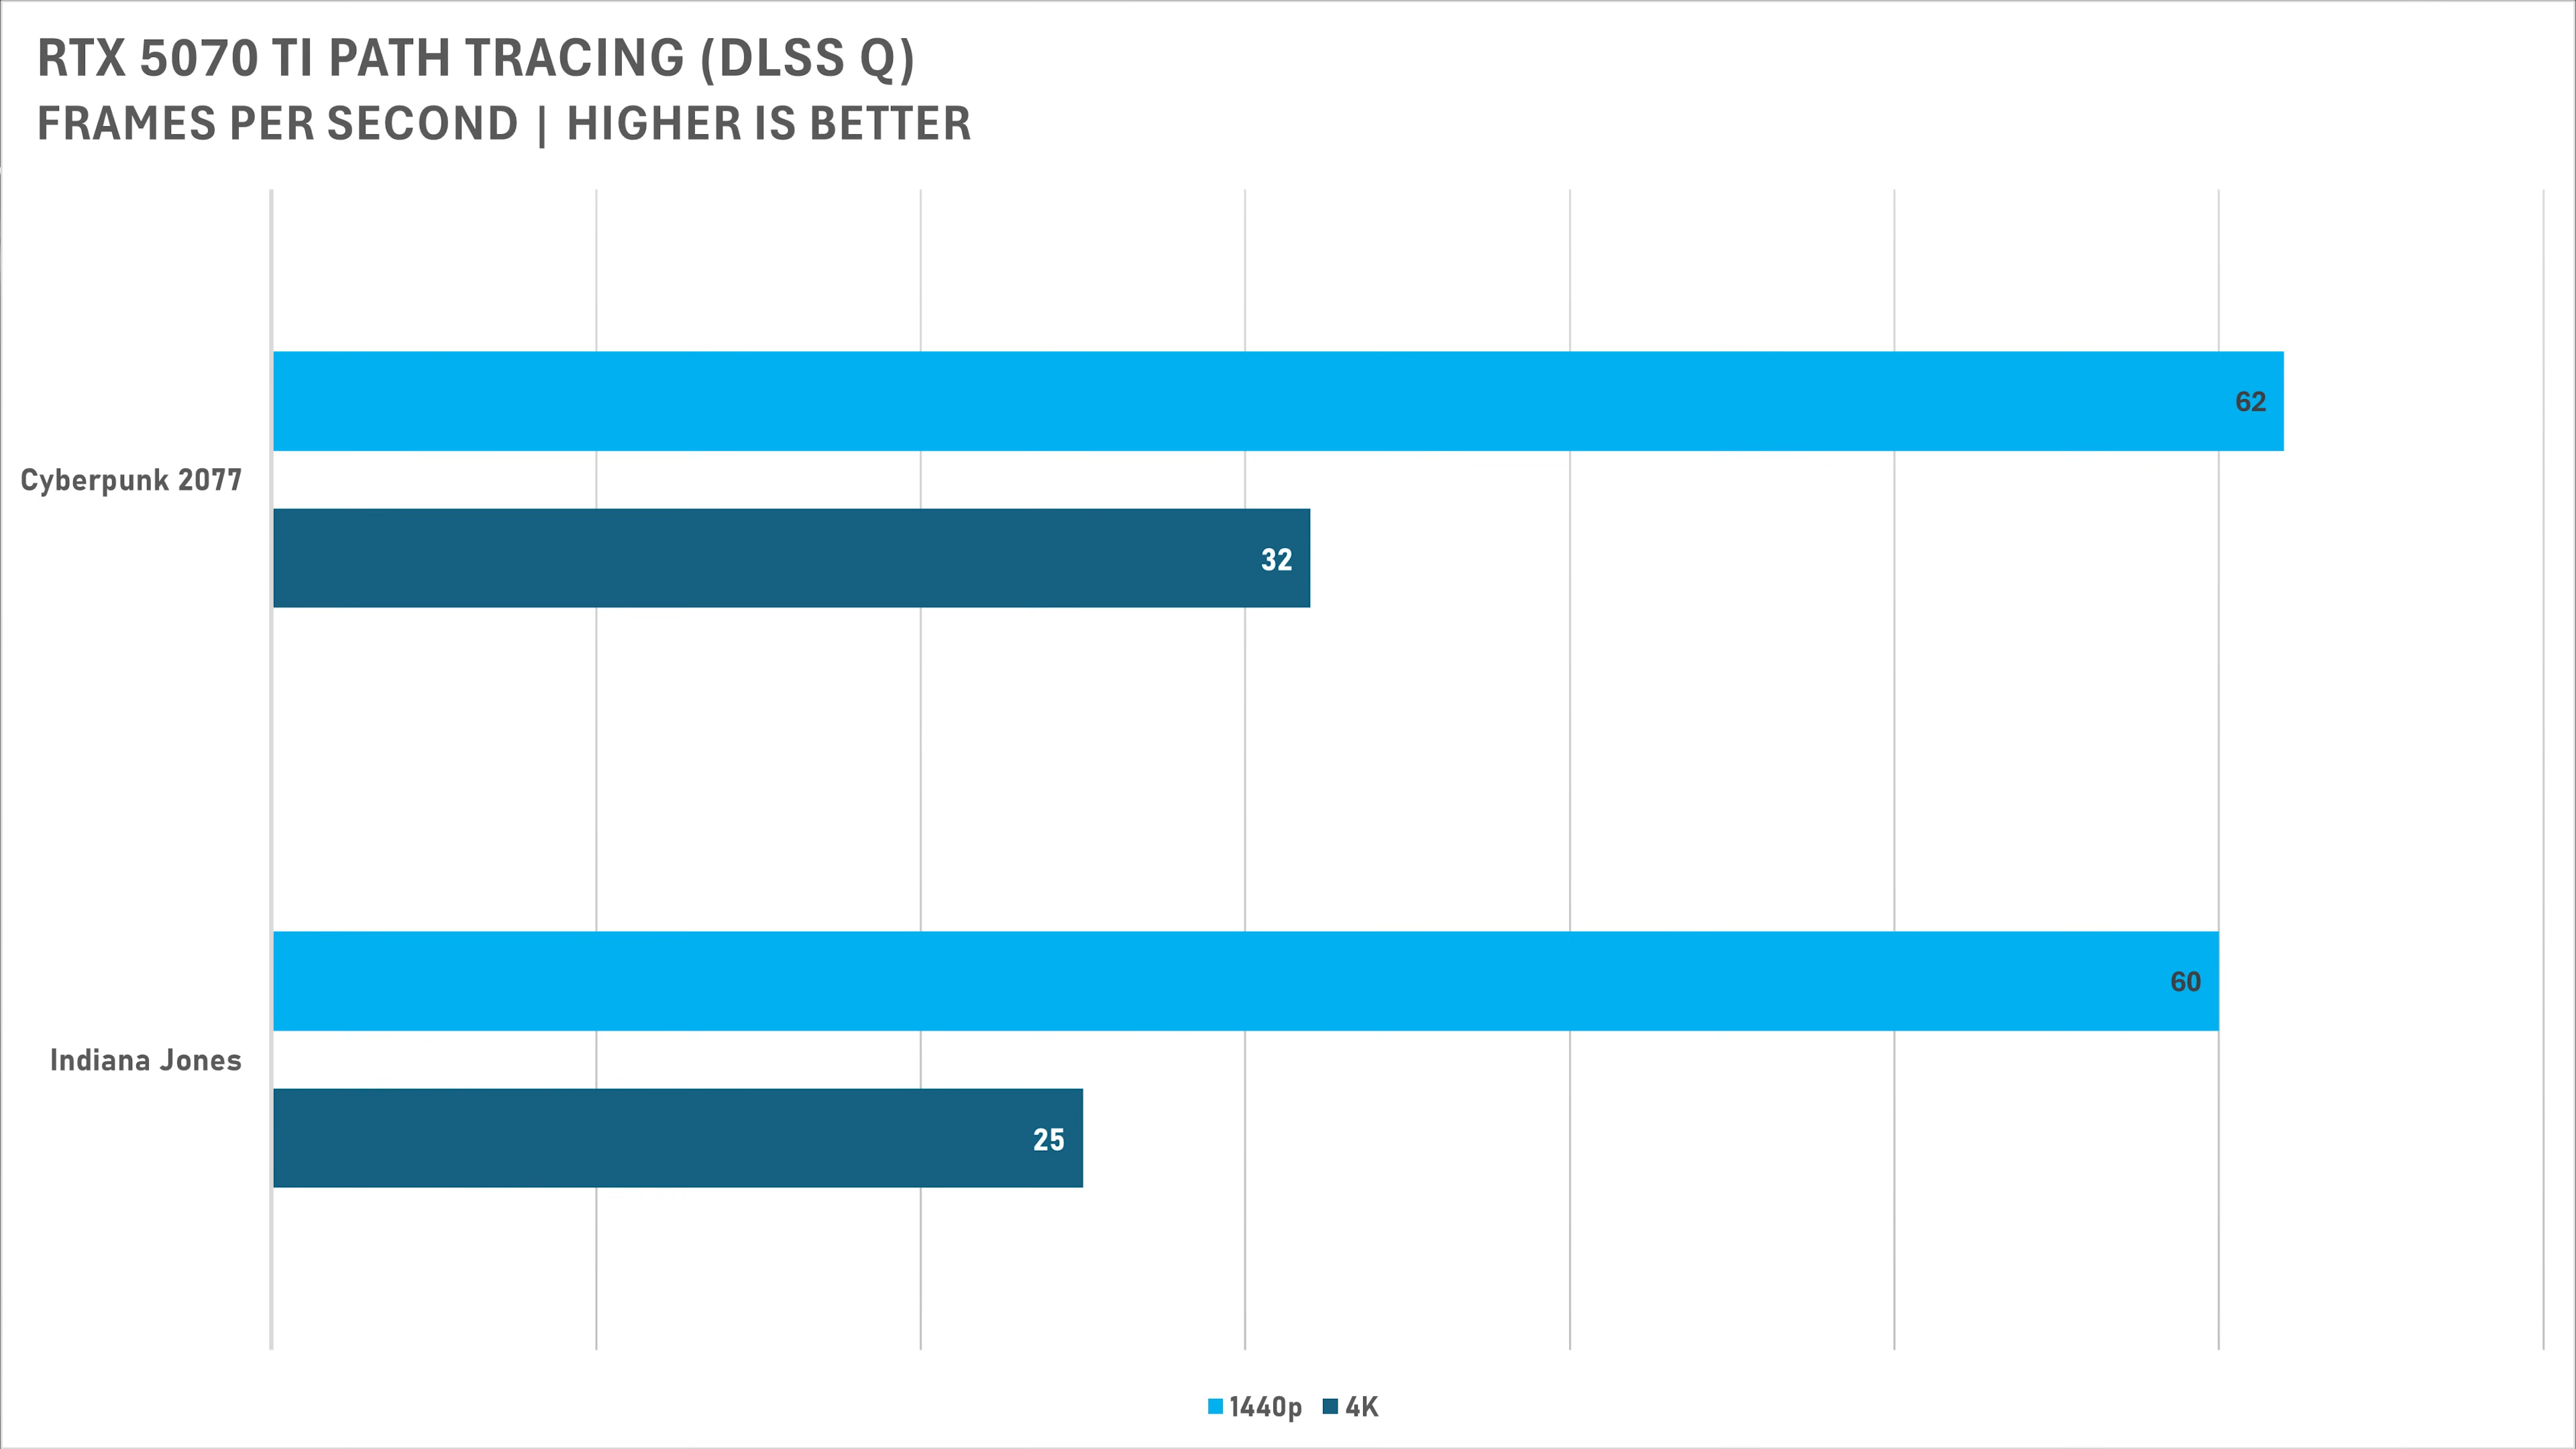 RTX 5070 TI PATH TRACING (DLSS Q)
FRAMES PER SECOND | HIGHER IS BETTER
62
Cyberpunk 2077
32
60
Indiana Jones
25
1440p 4K